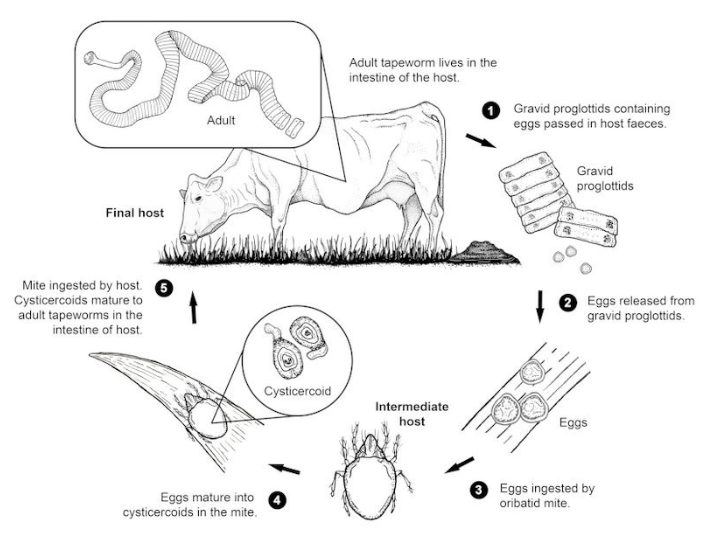 Adult tapeworm lives in the
intestine of the host.
Adult
1
Gravid proglottids containing
eggs passed in host faeces.
Gravid
proglottids
Final host
2
Eggs released from
gravid proglottids.
Eggs
3
Eggs ingested by
oribatid mite.
Intermediate
host
4
Eggs mature into
cysticercoids in the mite.
Cysticercoid
5
Mite ingested by host.
Cysticercoids mature to
adult tapeworms in the
intestine of host.